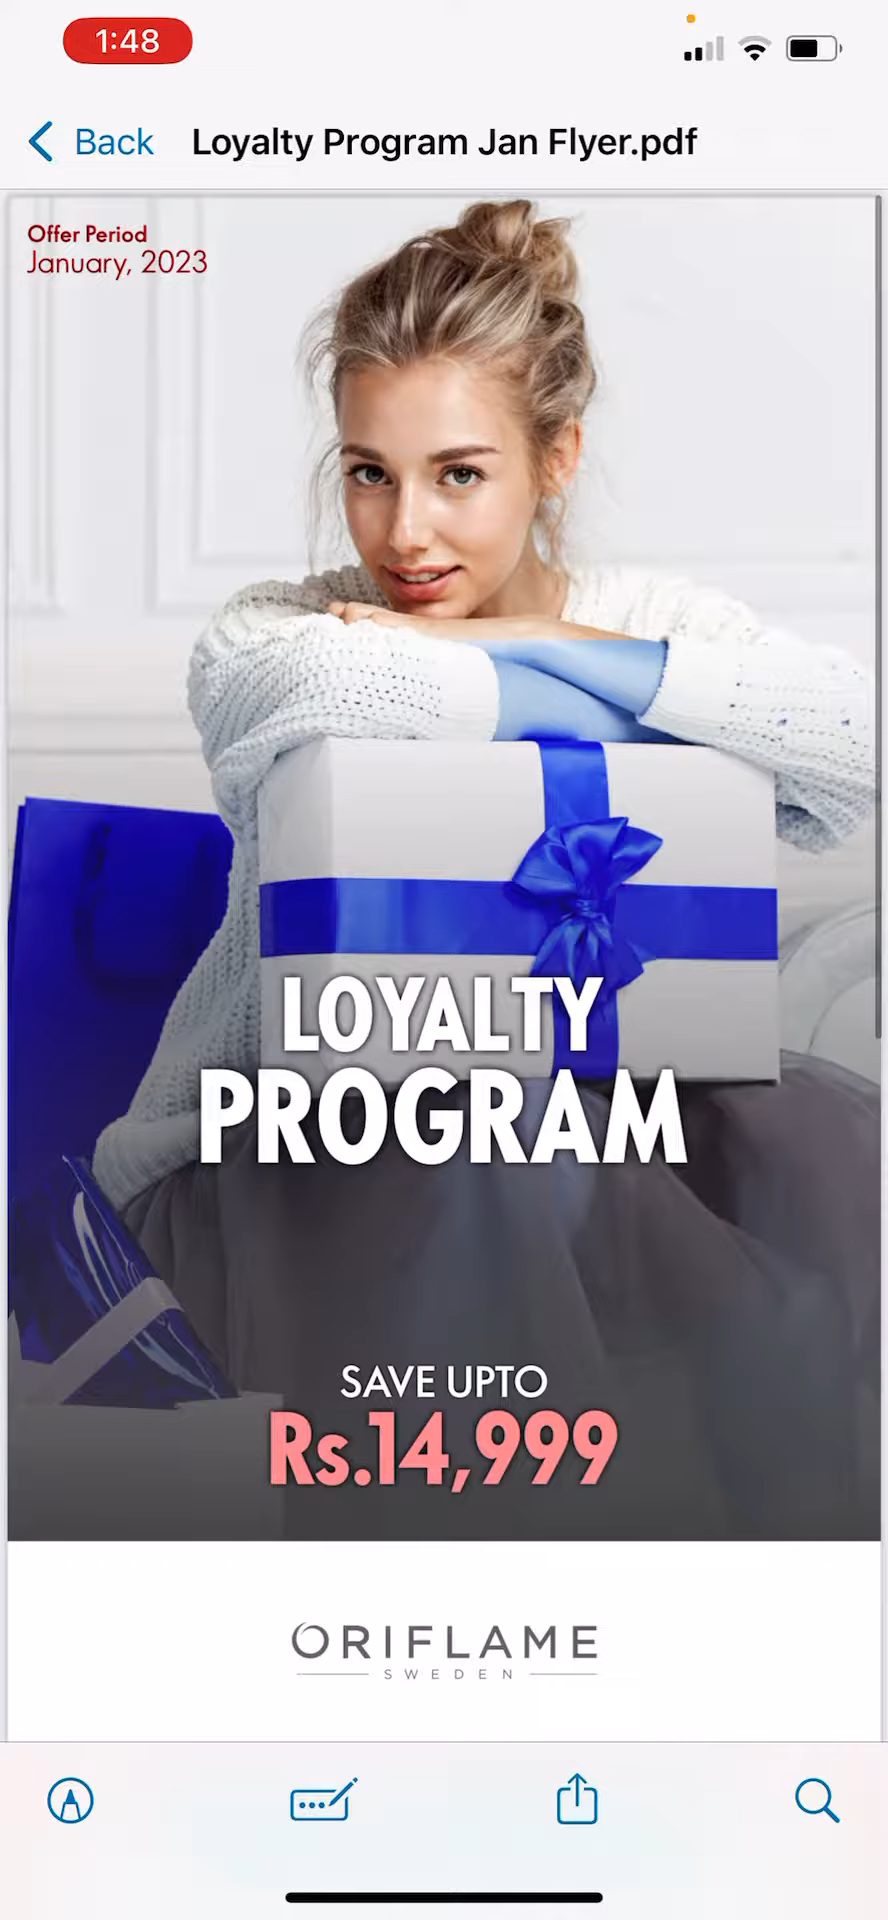 1:48
Back
Loyalty Program Jan Flyer.pdf
Offer Period
January, 2023
LOYALTY
PROGRAM
SAVE UPTO
Rs.14,999
ORIFLAME
SWEDEN